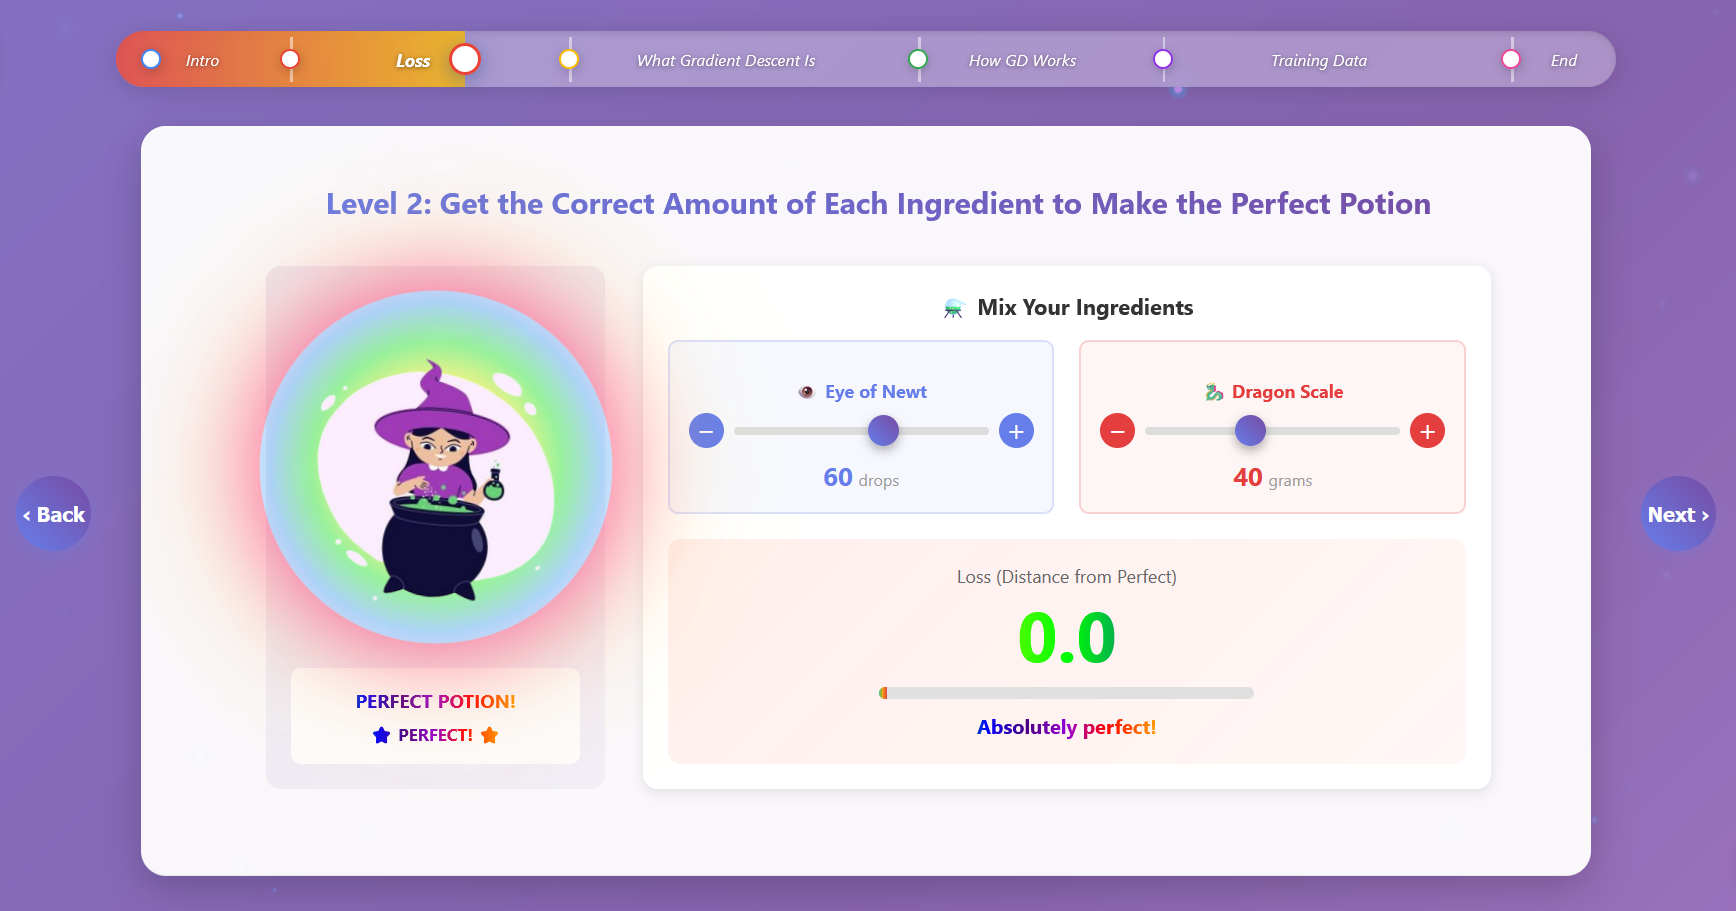 Intro
Loss
What Gradient Descent Is
How GD Works
Training Data
End
Level 2: Get the Correct Amount of Each Ingredient to Make the Perfect Potion
Mix Your Ingredients
Eye of Newt
− +
60 drops
Dragon Scale
− +
40 grams
Loss (Distance from Perfect)
0.0
Absolutely perfect!
PERFECT POTION!
PERFECT!
‹ Back
Next ›